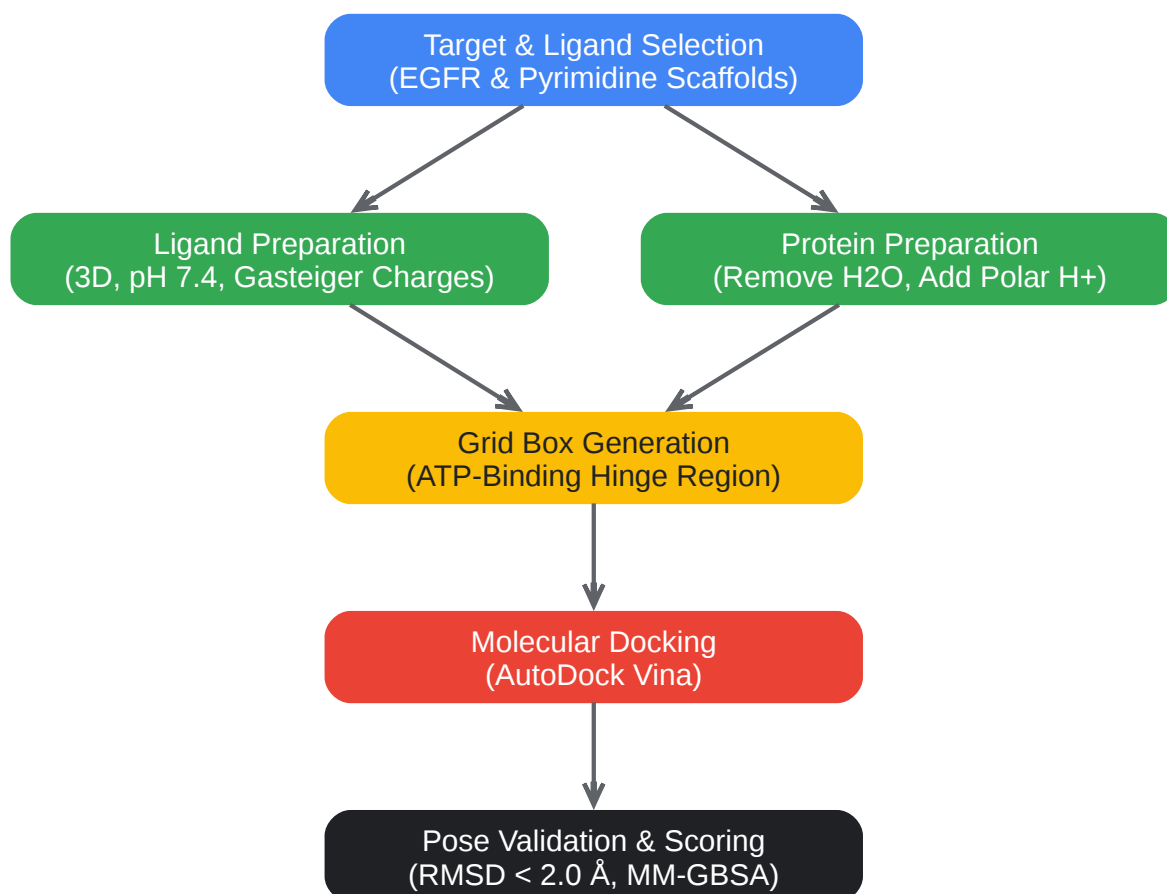 Target & Ligand Selection
(EGFR & Pyrimidine Scaffolds)
Ligand Preparation
(3D, pH 7.4, Gasteiger Charges)
Protein Preparation
(Remove H2O, Add Polar H+)
Grid Box Generation
(ATP-Binding Hinge Region)
Molecular Docking
(AutoDock Vina)
Pose Validation & Scoring
(RMSD < 2.0 Å, MM-GBSA)